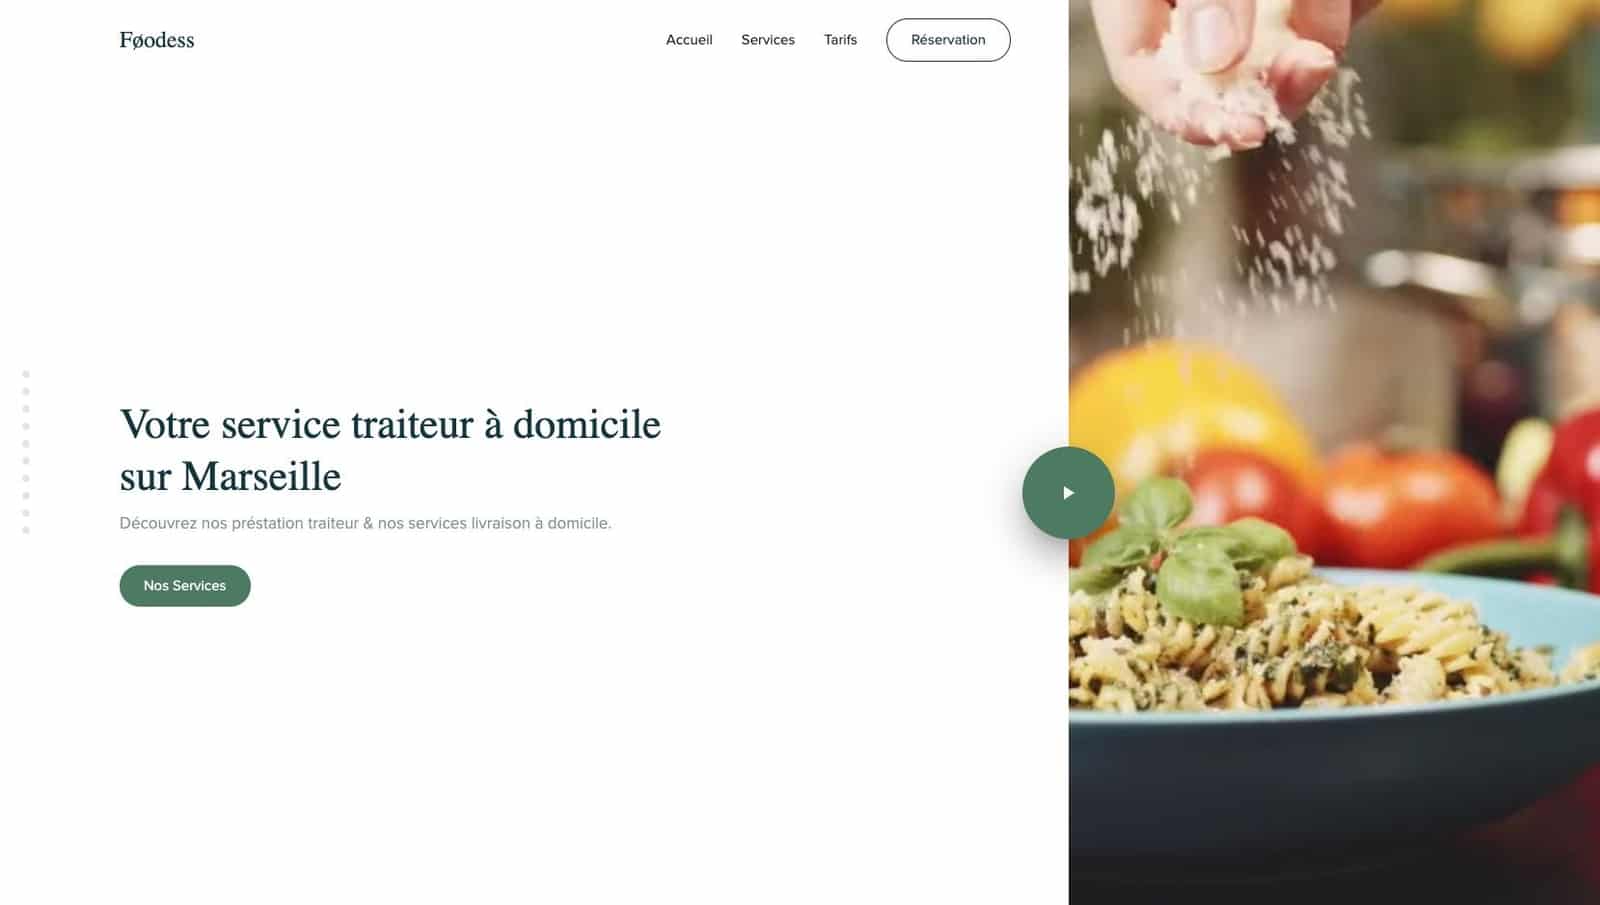 Føodess
Accueil
Services
Tarifs
Réservation
Votre service traiteur à domicile
sur Marseille
Découvrez nos préstation traiteur & nos services livraison à domicile.
Nos Services